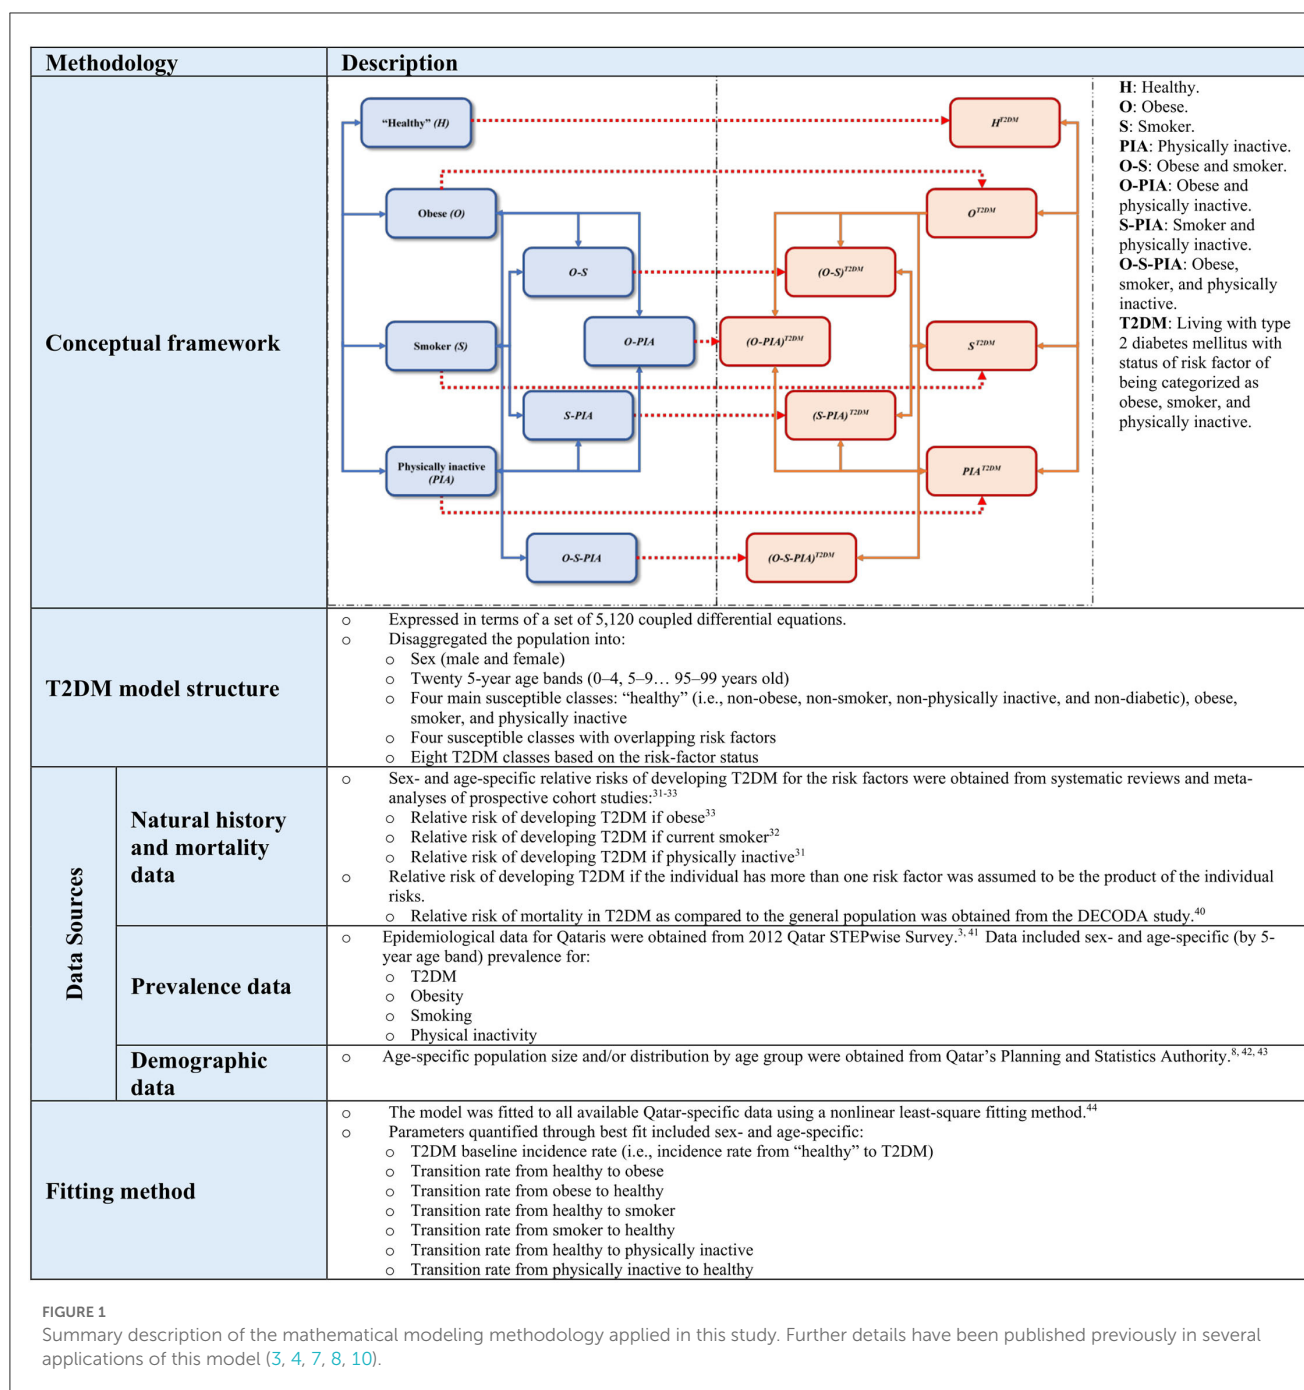 Methodology
Description
"Healthy" (H)
H^T2DM
Obese (O)
O^T2DM
O-S
(O-S)^T2DM
Smoker (S)
O-PIA
(O-PIA)^T2DM
S^T2DM
S-PIA
(S-PIA)^T2DM
Physically inactive
(PIA)
PIA^T2DM
O-S-PIA
(O-S-PIA)^T2DM
H: Healthy.
O: Obese.
S: Smoker.
PIA: Physically inactive.
O-S: Obese and smoker.
O-PIA: Obese and
physically inactive.
S-PIA: Smoker and
physically inactive.
O-S-PIA: Obese,
smoker, and physically
inactive.
T2DM: Living with type
2 diabetes mellitus with
status of risk factor of
being categorized as
obese, smoker, and
physically inactive.
Conceptual framework
T2DM model structure
o Expressed in terms of a set of 5,120 coupled differential equations.
o Disaggregated the population into:
o Sex (male and female)
o Twenty 5-year age bands (0–4, 5–9… 95–99 years old)
o Four main susceptible classes: "healthy" (i.e., non-obese, non-smoker, non-physically inactive, and non-diabetic), obese,
smoker, and physically inactive
o Four susceptible classes with overlapping risk factors
o Eight T2DM classes based on the risk-factor status
Data Sources
Natural history
and mortality
data
o Sex- and age-specific relative risks of developing T2DM for the risk factors were obtained from systematic reviews and meta-
analyses of prospective cohort studies:31-33
o Relative risk of developing T2DM if obese33
o Relative risk of developing T2DM if current smoker32
o Relative risk of developing T2DM if physically inactive31
o Relative risk of developing T2DM if the individual has more than one risk factor was assumed to be the product of the individual
risks.
o Relative risk of mortality in T2DM as compared to the general population was obtained from the DECODA study.40
Prevalence data
o Epidemiological data for Qataris were obtained from 2012 Qatar STEPwise Survey.3, 41 Data included sex- and age-specific (by 5-
year age band) prevalence for:
o T2DM
o Obesity
o Smoking
o Physical inactivity
Demographic
data
o Age-specific population size and/or distribution by age group were obtained from Qatar's Planning and Statistics Authority.8, 42, 43
Fitting method
o The model was fitted to all available Qatar-specific data using a nonlinear least-square fitting method.44
o Parameters quantified through best fit included sex- and age-specific:
o T2DM baseline incidence rate (i.e., incidence rate from "healthy" to T2DM)
o Transition rate from healthy to obese
o Transition rate from obese to healthy
o Transition rate from healthy to smoker
o Transition rate from smoker to healthy
o Transition rate from healthy to physically inactive
o Transition rate from physically inactive to healthy
FIGURE 1
Summary description of the mathematical modeling methodology applied in this study. Further details have been published previously in several
applications of this model (3, 4, 7, 8, 10).